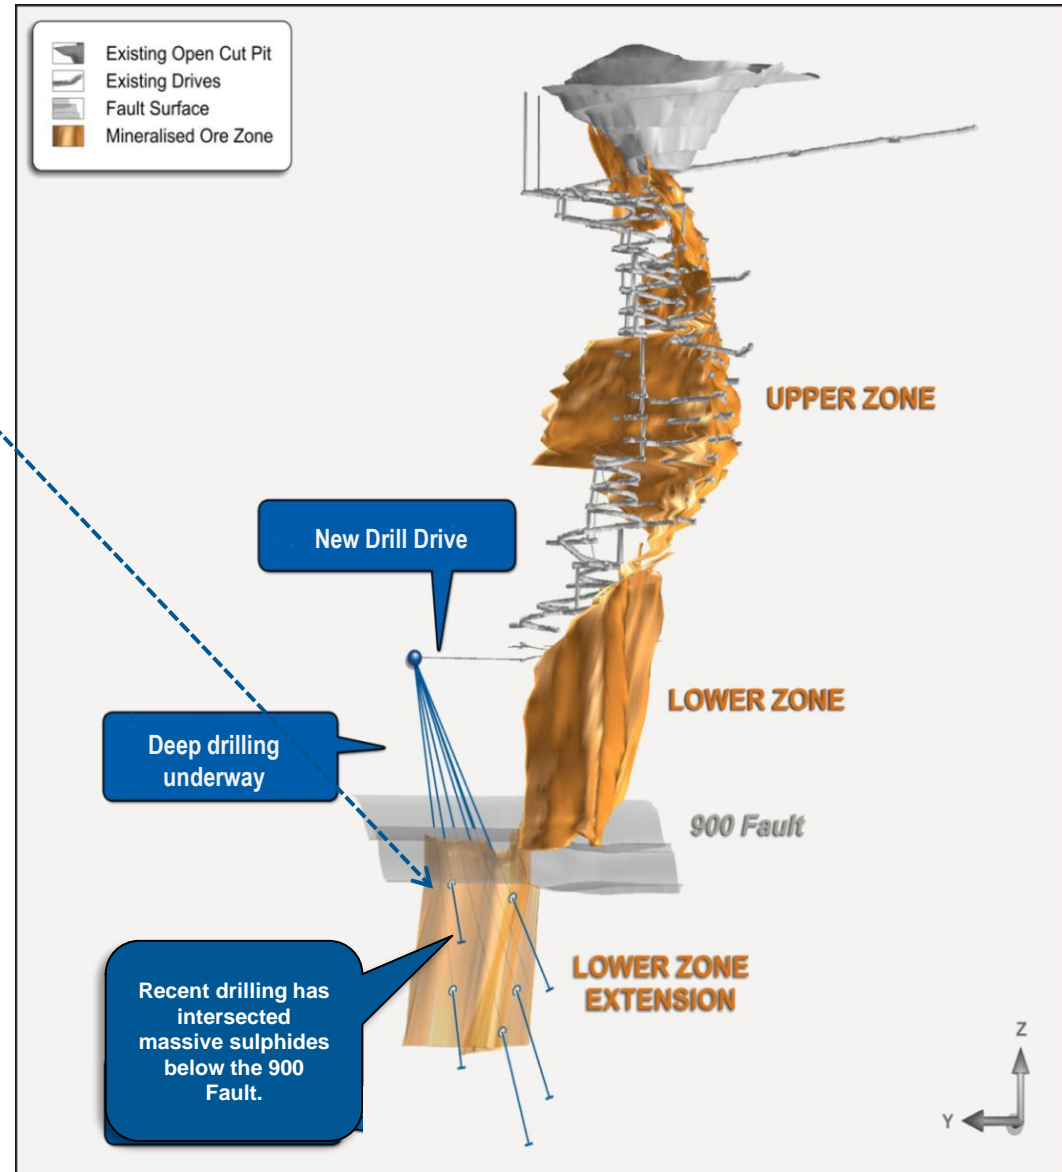 Existing Open Cut Pit
Existing Drives
Fault Surface
Mineralised Ore Zone
UPPER ZONE
New Drill Drive
LOWER ZONE
Deep drilling
underway
900 Fault
LOWER ZONE
EXTENSION
Recent drilling has
intersected
massive sulphides
below the 900
Fault.
Z
Y